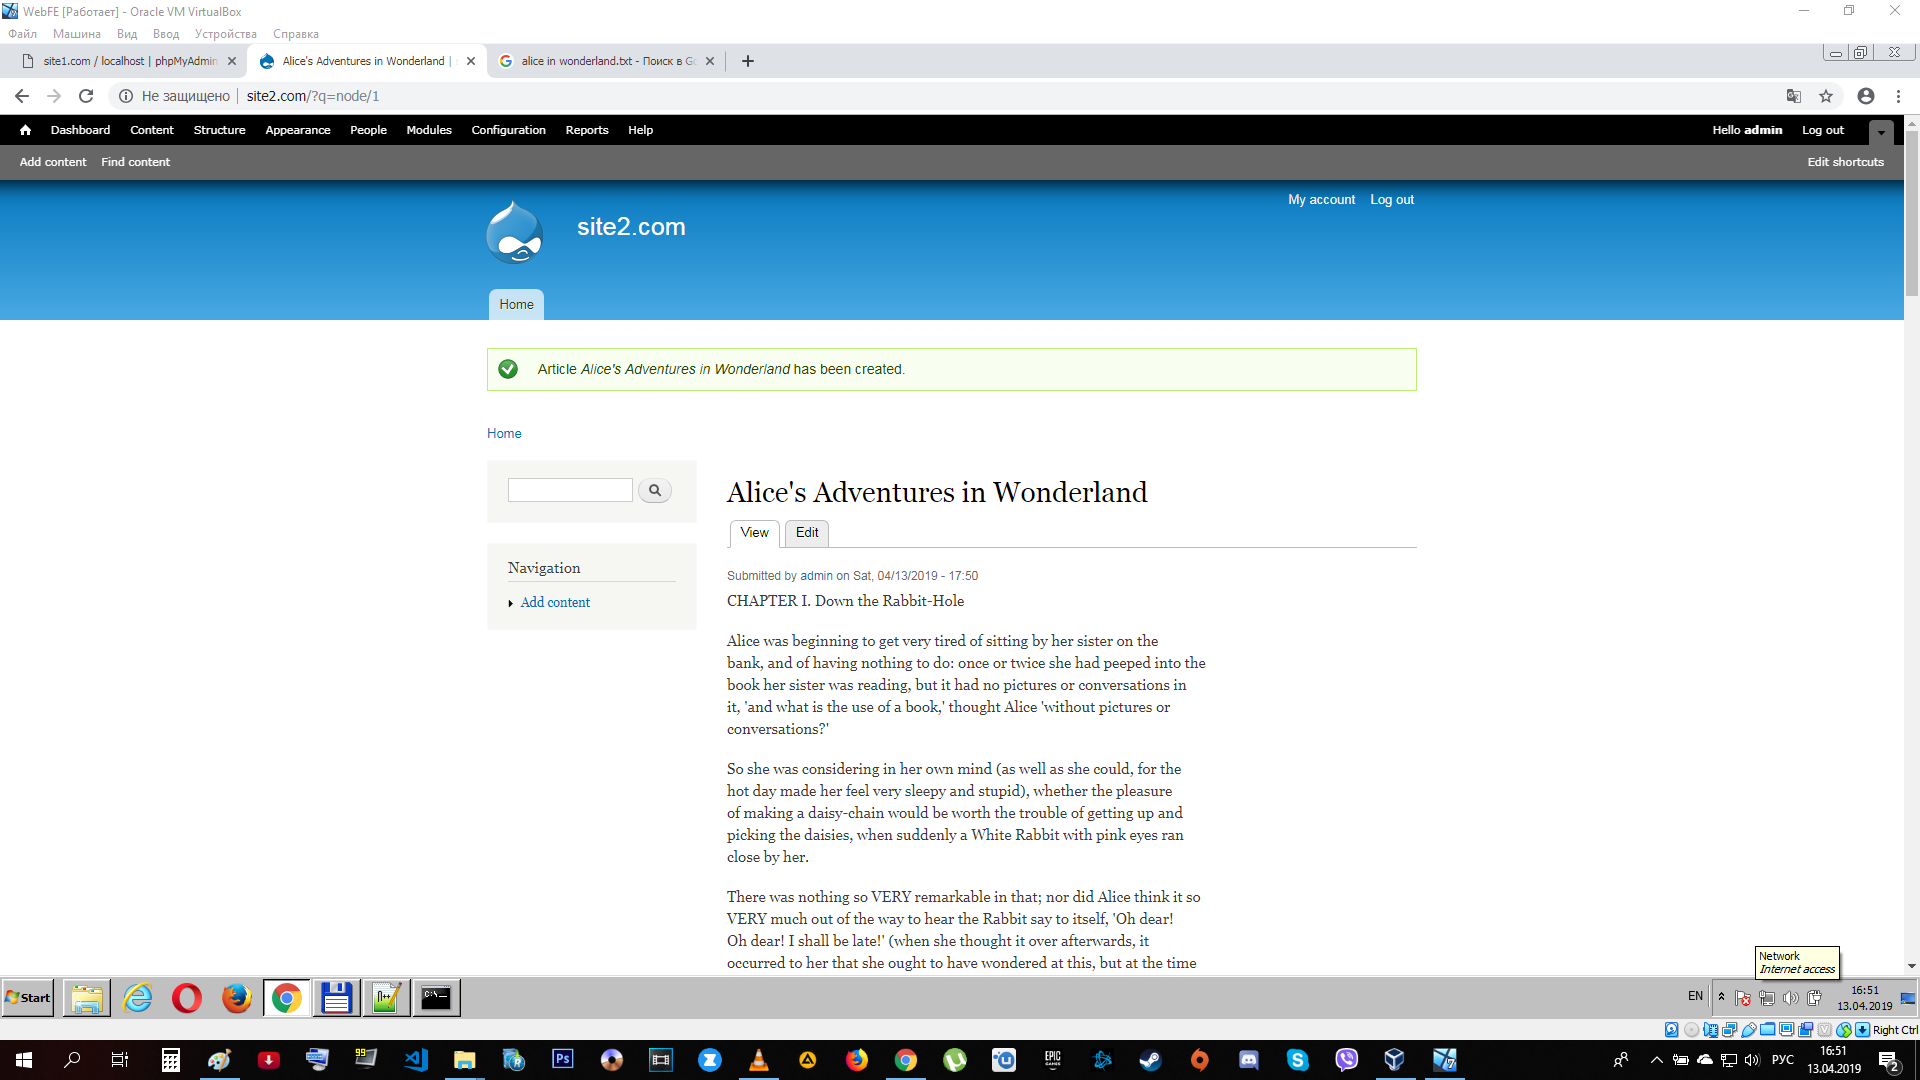 WebFE [Работает] - Oracle VM VirtualBox
Файл Машина Вид Ввод Устройства Справка
site1.com / localhost | phpMyAdmin
Alice's Adventures in Wonderland |
alice in wonderland.txt - Поиск в Go
Не защищено | site2.com/?q=node/1
Dashboard Content Structure Appearance People Modules Configuration Reports Help
Hello admin Log out
Add content Find content
Edit shortcuts
My account Log out
site2.com
Home
Article Alice's Adventures in Wonderland has been created.
Home
Alice's Adventures in Wonderland
View Edit
Navigation
Add content
Submitted by admin on Sat, 04/13/2019 - 17:50
CHAPTER I. Down the Rabbit-Hole
Alice was beginning to get very tired of sitting by her sister on the
bank, and of having nothing to do: once or twice she had peeped into the
book her sister was reading, but it had no pictures or conversations in
it, 'and what is the use of a book,' thought Alice 'without pictures or
conversations?'
So she was considering in her own mind (as well as she could, for the
hot day made her feel very sleepy and stupid), whether the pleasure
of making a daisy-chain would be worth the trouble of getting up and
picking the daisies, when suddenly a White Rabbit with pink eyes ran
close by her.
There was nothing so VERY remarkable in that; nor did Alice think it so
VERY much out of the way to hear the Rabbit say to itself, 'Oh dear!
Oh dear! I shall be late!' (when she thought it over afterwards, it
occurred to her that she ought to have wondered at this, but at the time
Network
Internet access
Start
EN
16:51
13.04.2019
Right Ctrl
99
Ps
EPIC
GAMES
РУС
16:51
13.04.2019
2